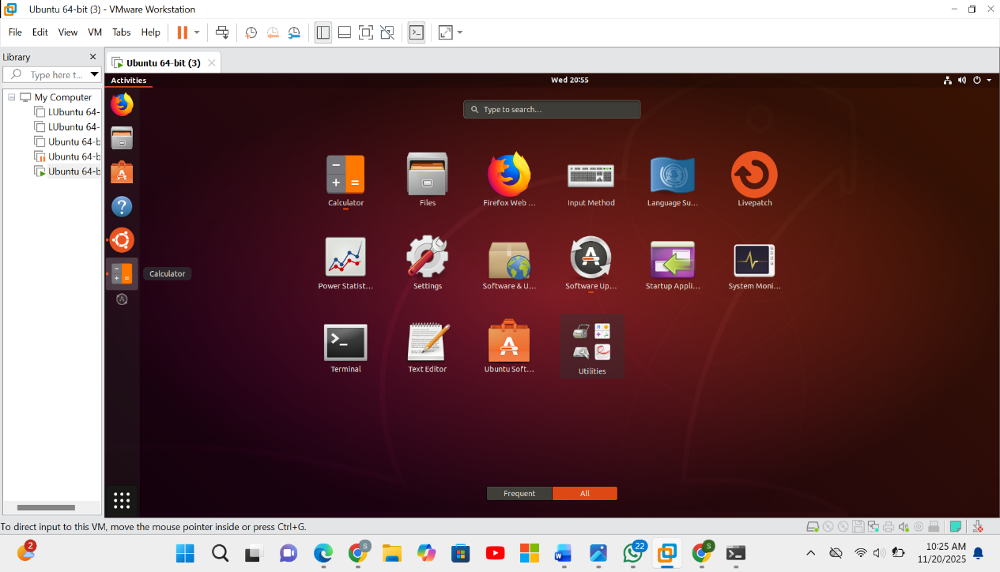 Ubuntu 64-bit (3) - VMware Workstation
File Edit View VM Tabs Help
Library
Type here t...
Ubuntu 64-bit (3)
My Computer
LUbuntu 64-
LUbuntu 64-
Ubuntu 64-b
Ubuntu 64-b
Ubuntu 64-b
Activities
Wed 20:55
Type to search...
Calculator
Files
Firefox Web ...
Input Method
Language Su...
Livepatch
Calculator
Power Statist...
Settings
Software & U...
Software Up...
Startup Appli...
System Moni...
Terminal
Text Editor
Ubuntu Soft...
Utilities
Frequent
All
To direct input to this VM, move the mouse pointer inside or press Ctrl+G.
2
S
22
S
10:25 AM
11/20/2025